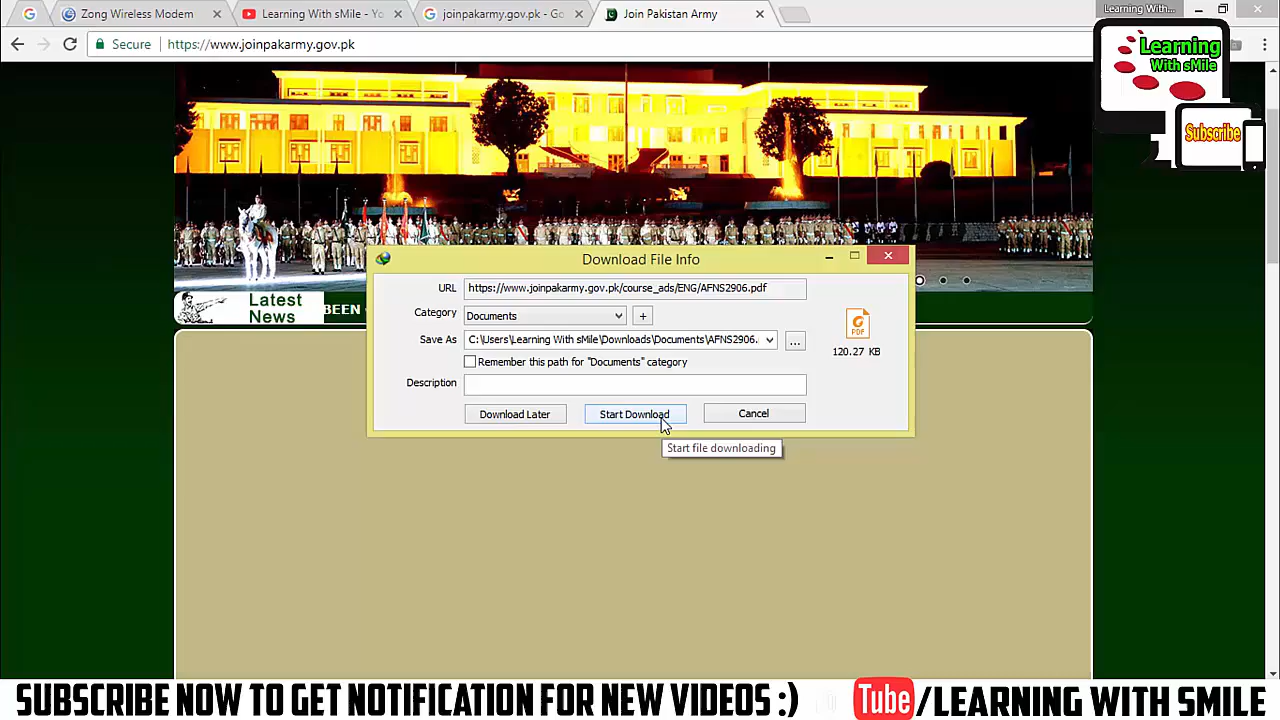 Zong Wireless Modem
Learning With sMile - Yo
joinpakarmy.gov.pk - Go
Join Pakistan Army
Learning With...
Secure
https://www.joinpakarmy.gov.pk
Learning
With sMile
Subscribe
Download File Info
URL
https://www.joinpakarmy.gov.pk/course_ads/ENG/AFNS2906.pdf
Category
Documents
+
Save As
C:\Users\Learning With sMile\Downloads\Documents\AFNS2906.
...
PDF
120.27 KB
Remember this path for "Documents" category
Description
Download Later
Start Download
Cancel
Start file downloading
Latest
News
BEEN
SUBSCRIBE NOW TO GET NOTIFICATION FOR NEW VIDEOS :)
Tube/LEARNING WITH SMILE